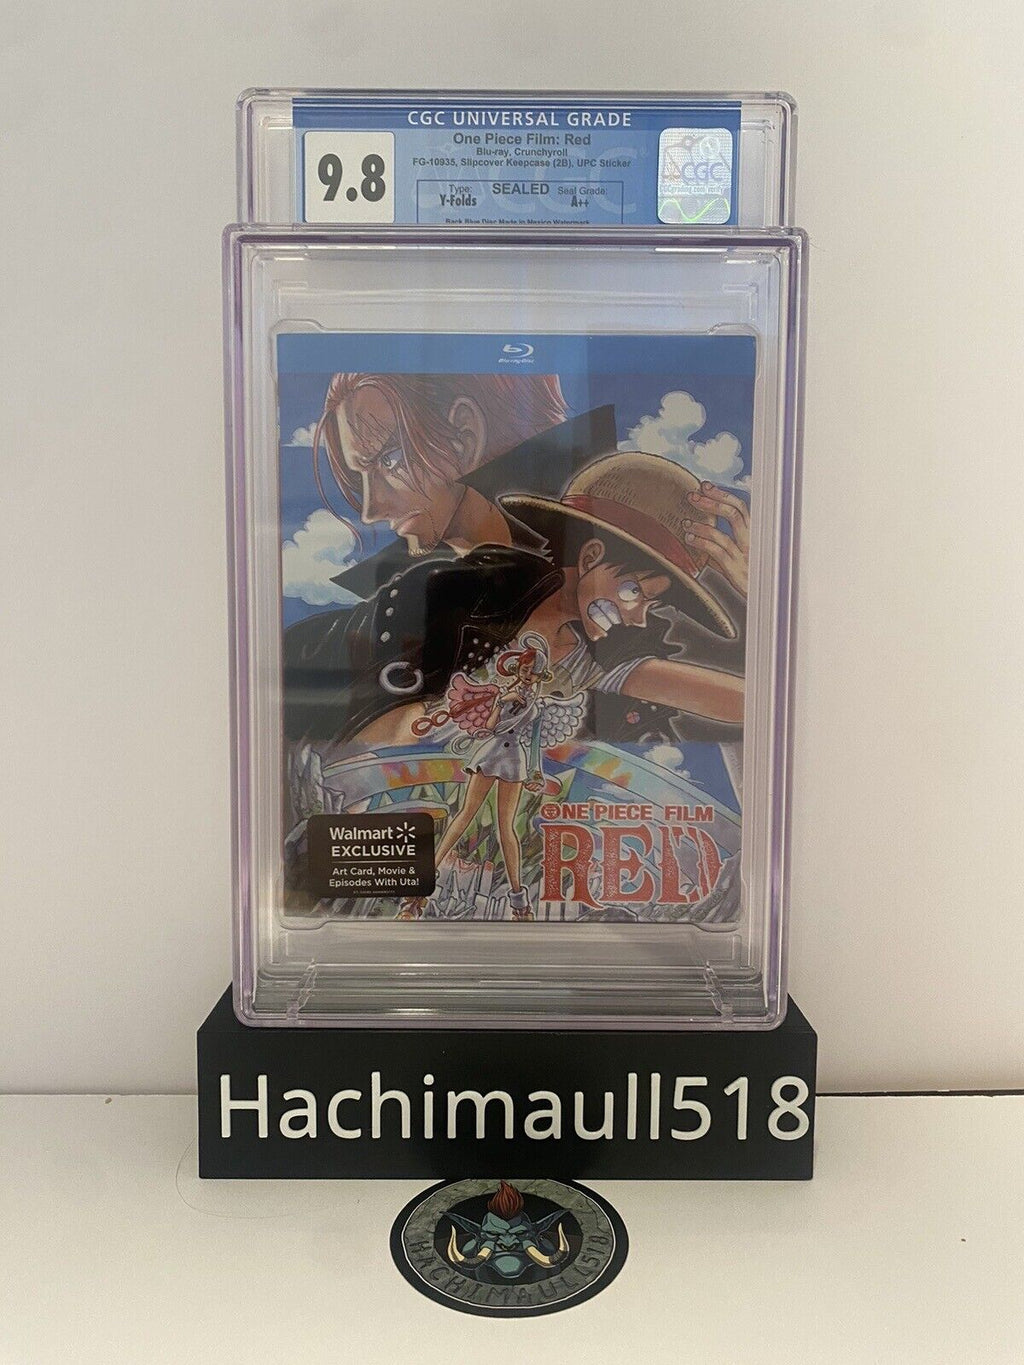 CGC UNIVERSAL GRADE
One Piece Film: Red
Blu-ray, Crunchyroll
FG-10935, Slipcover Keepcase (2B), UPC Sticker
9.8
Type: SEALED Seal Grade:
Y-Folds A++
Back Blue Disc Made in Mexico Watermark
CGC
Blu-ray Disc
ONE PIECE FILM
RED
Walmart
EXCLUSIVE
Art Card, Movie &
Episodes With Uta!
Hachimaull518
HACHIMAULL518